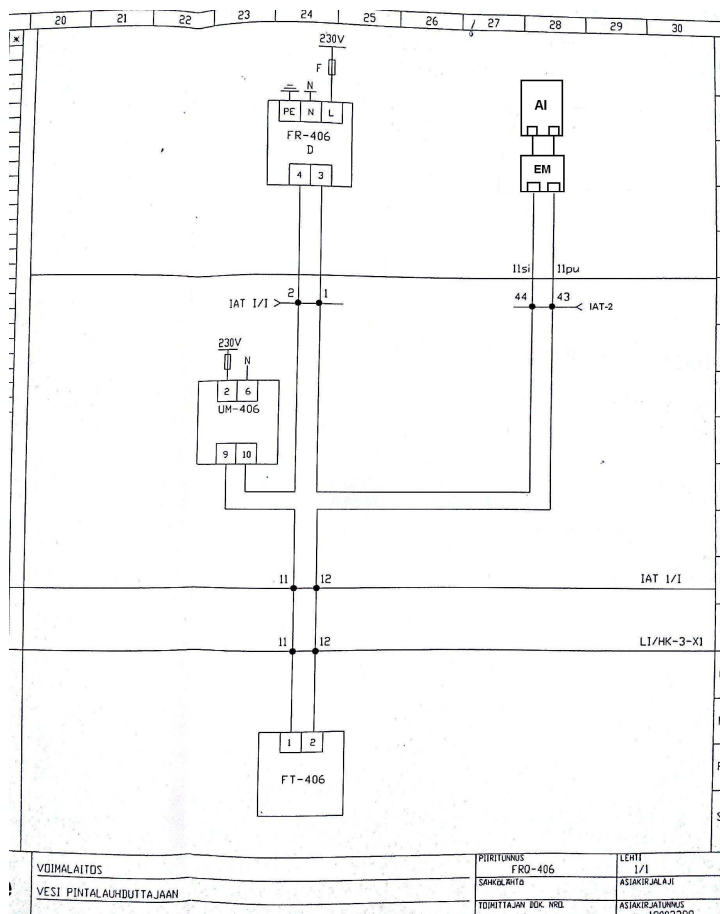 20 21 22 23 24 25 26 27 28 29 30
*
230V
F
N
PE N L
FR-406
D
4 3
AI
EM
11si 11pu
IAT I/I 2 1
44 43 IAT-2
230V
N
2 6
UM-406
9 10
11 12 IAT 1/I
11 12 LI/HK-3-X1
1 2
FT-406
VOIMALAITOS
VESI PINTALAUHDUTTAJAAN
PIIRITUNNUS
FRQ-406
LEHTI
1/1
SÄHKÖLÄHTÖ
ASIAKIRJALAJI
TOIMITTAJAN DOK. NRO.
ASIAKIRJATUNNUS